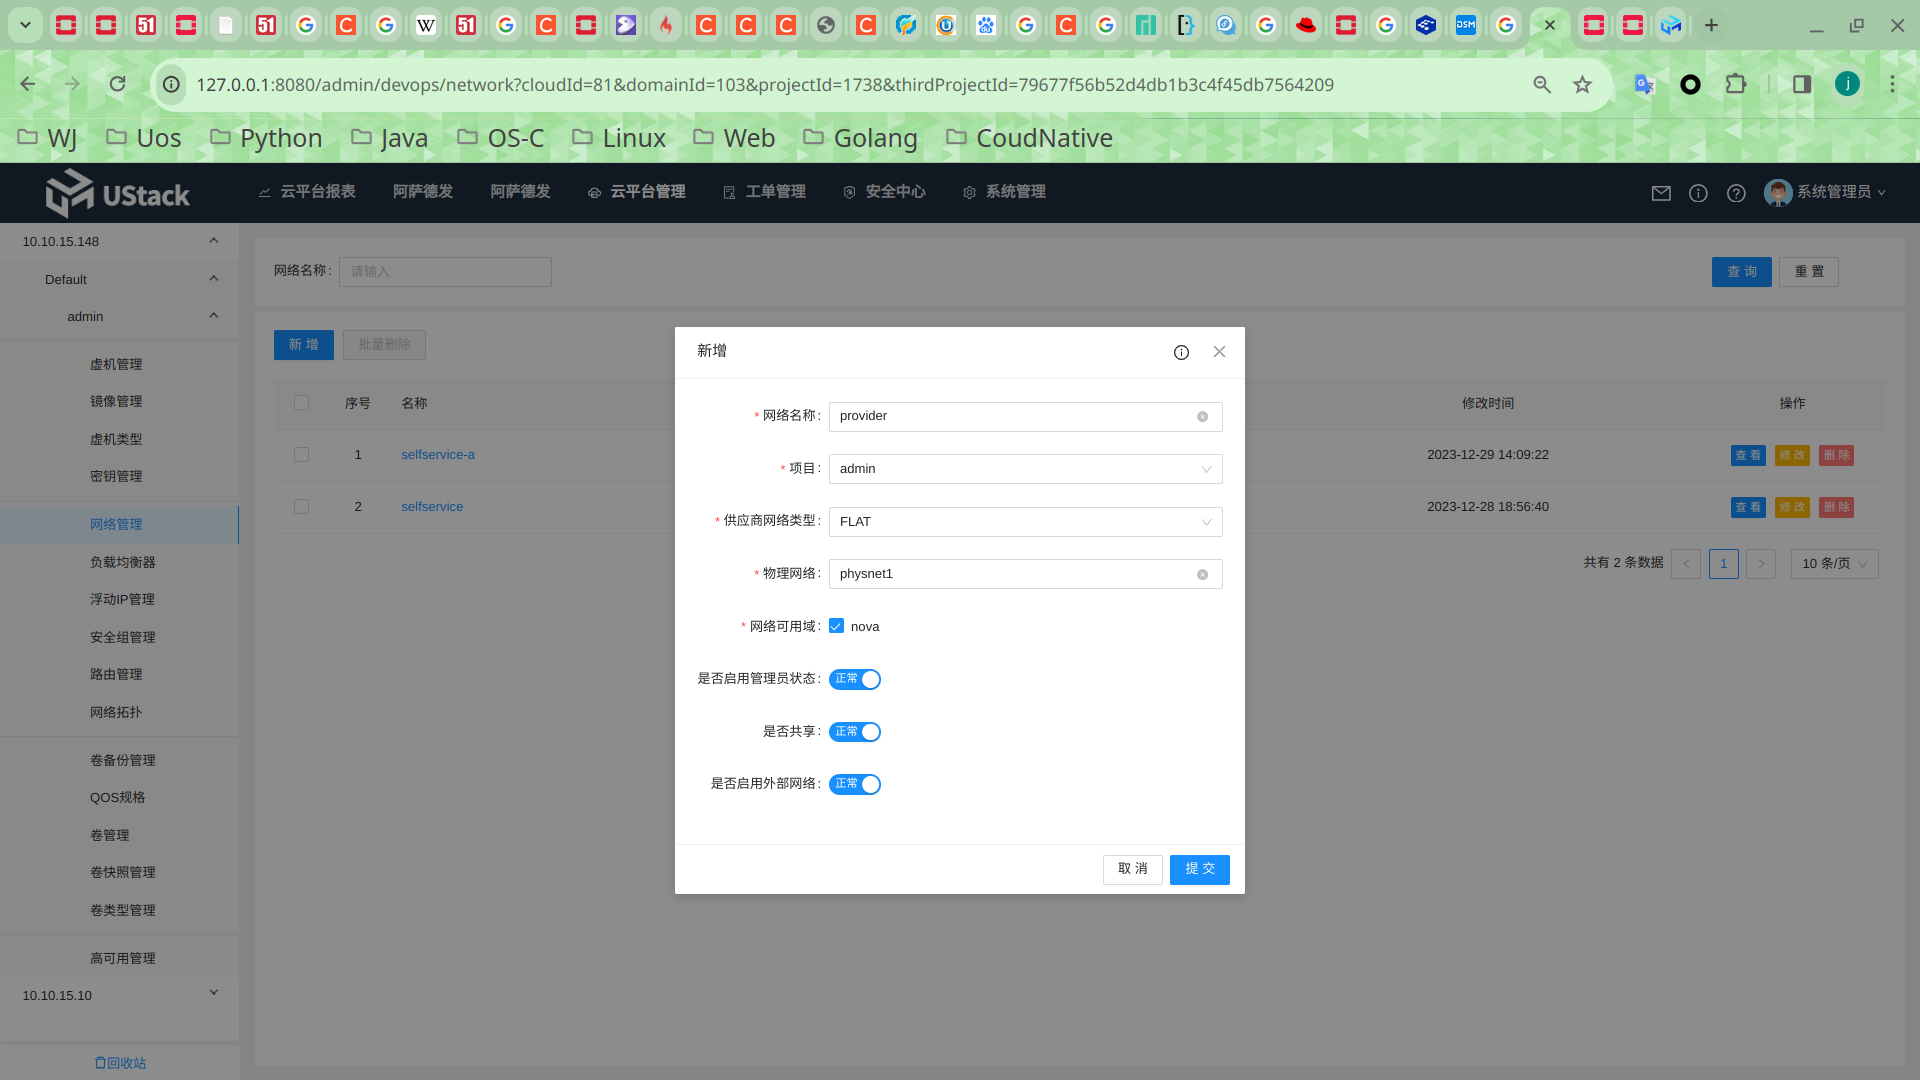 127.0.0.1:8080/admin/devops/network?cloudId=81&domainId=103&projectId=1738&thirdProjectId=79677f56b52d4db1b3c4f45db7564209
WJ Uos Python Java OS-C Linux Web Golang CoudNative
UStack 云平台报表 阿萨德发 阿萨德发 云平台管理 工单管理 安全中心 系统管理 系统管理员
10.10.15.148
Default
admin
虚机管理
镜像管理
虚机类型
密钥管理
网络管理
负载均衡器
浮动IP管理
安全组管理
路由管理
网络拓扑
卷备份管理
QOS规格
卷管理
卷快照管理
卷类型管理
高可用管理
10.10.15.10
回收站
网络名称: 请输入 查 询 重 置
新 增 批量删除
序号 名称 修改时间 操作
1 selfservice-a 2023-12-29 14:09:22 查 看 修 改 删 除
2 selfservice 2023-12-28 18:56:40 查 看 修 改 删 除
共有 2 条数据 1 10 条/页
新增
* 网络名称: provider
* 项目: admin
* 供应商网络类型: FLAT
* 物理网络: physnet1
* 网络可用域: nova
是否启用管理员状态: 正常
是否共享: 正常
是否启用外部网络: 正常
取 消 提 交